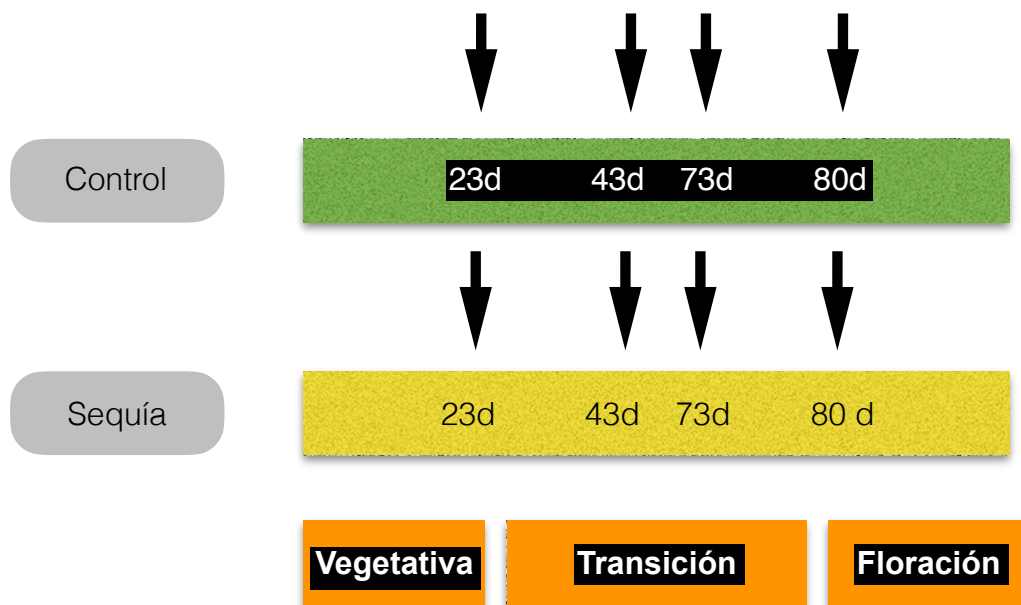 Control
23d 43d 73d 80d
Sequía
23d 43d 73d 80 d
Vegetativa Transición Floración